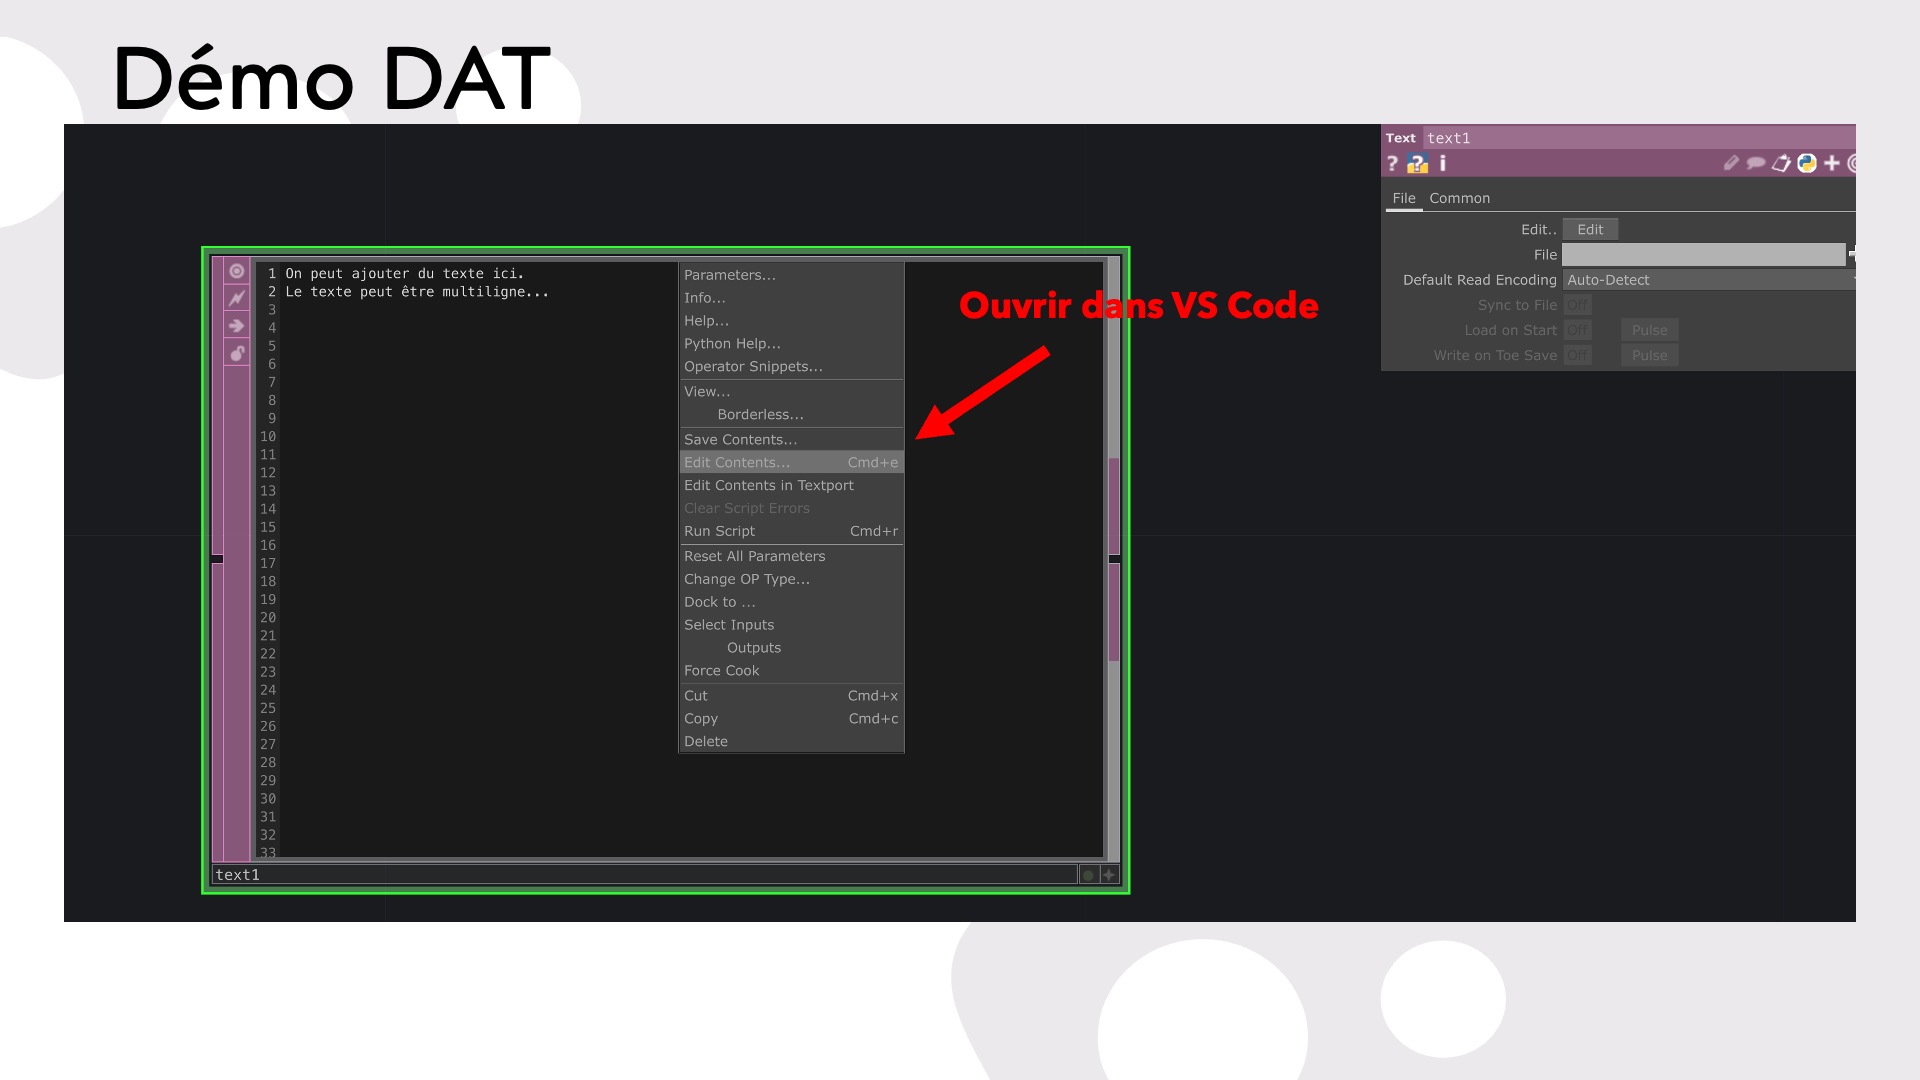 Démo DAT
Text text1
? ? i
File Common
Edit.. Edit
File
Default Read Encoding Auto-Detect
Sync to File Off
Load on Start Off Pulse
Write on Toe Save Off Pulse
1 On peut ajouter du texte ici.
2 Le texte peut être multiligne...
3
4
5
6
7
8
9
10
11
12
13
14
15
16
17
18
19
20
21
22
23
24
25
26
27
28
29
30
31
32
33
Parameters...
Info...
Help...
Python Help...
Operator Snippets...
View...
Borderless...
Save Contents...
Edit Contents... Cmd+e
Edit Contents in Textport
Clear Script Errors
Run Script Cmd+r
Reset All Parameters
Change OP Type...
Dock to ...
Select Inputs
Outputs
Force Cook
Cut Cmd+x
Copy Cmd+c
Delete
Ouvrir dans VS Code
text1